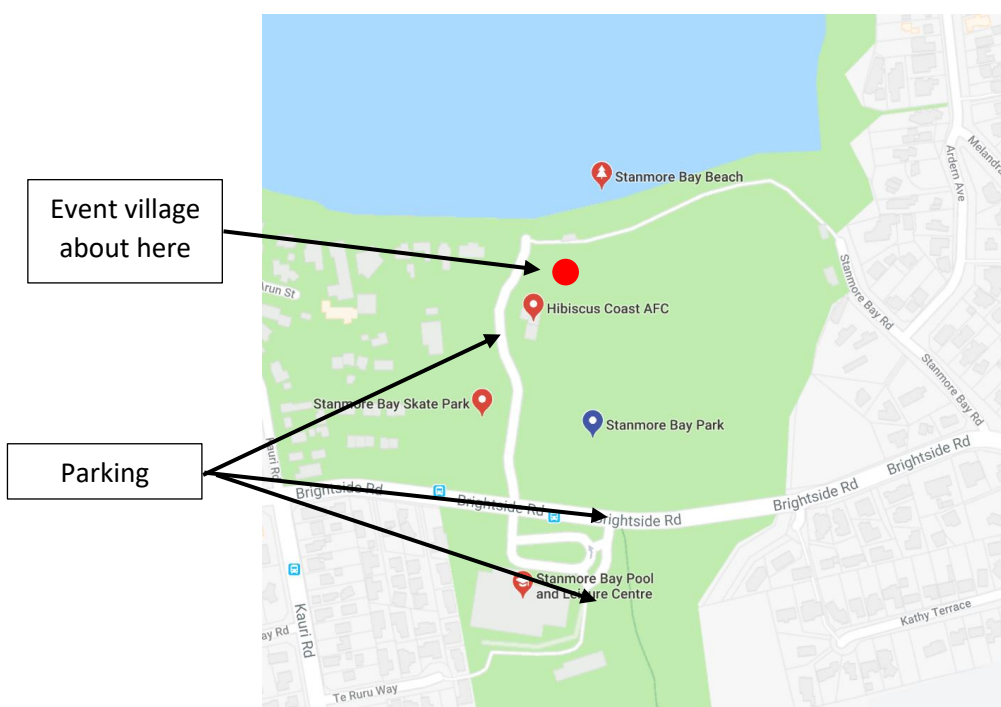 Stanmore Bay Beach
Event village
about here
Ardern Ave
Melandra
Arun St
Hibiscus Coast AFC
Stanmore Bay Rd
Stanmore Bay Skate Park
Stanmore Bay Park
Stanmore Bay Rd
Parking
Kauri Rd
Brightside Rd
Brightside Rd
Brightside Rd
Brightside Rd
Brightside Rd
Stanmore Bay Pool
and Leisure Centre
Kauri Rd
Kathy Terrace
ay Rd
Te Ruru Way